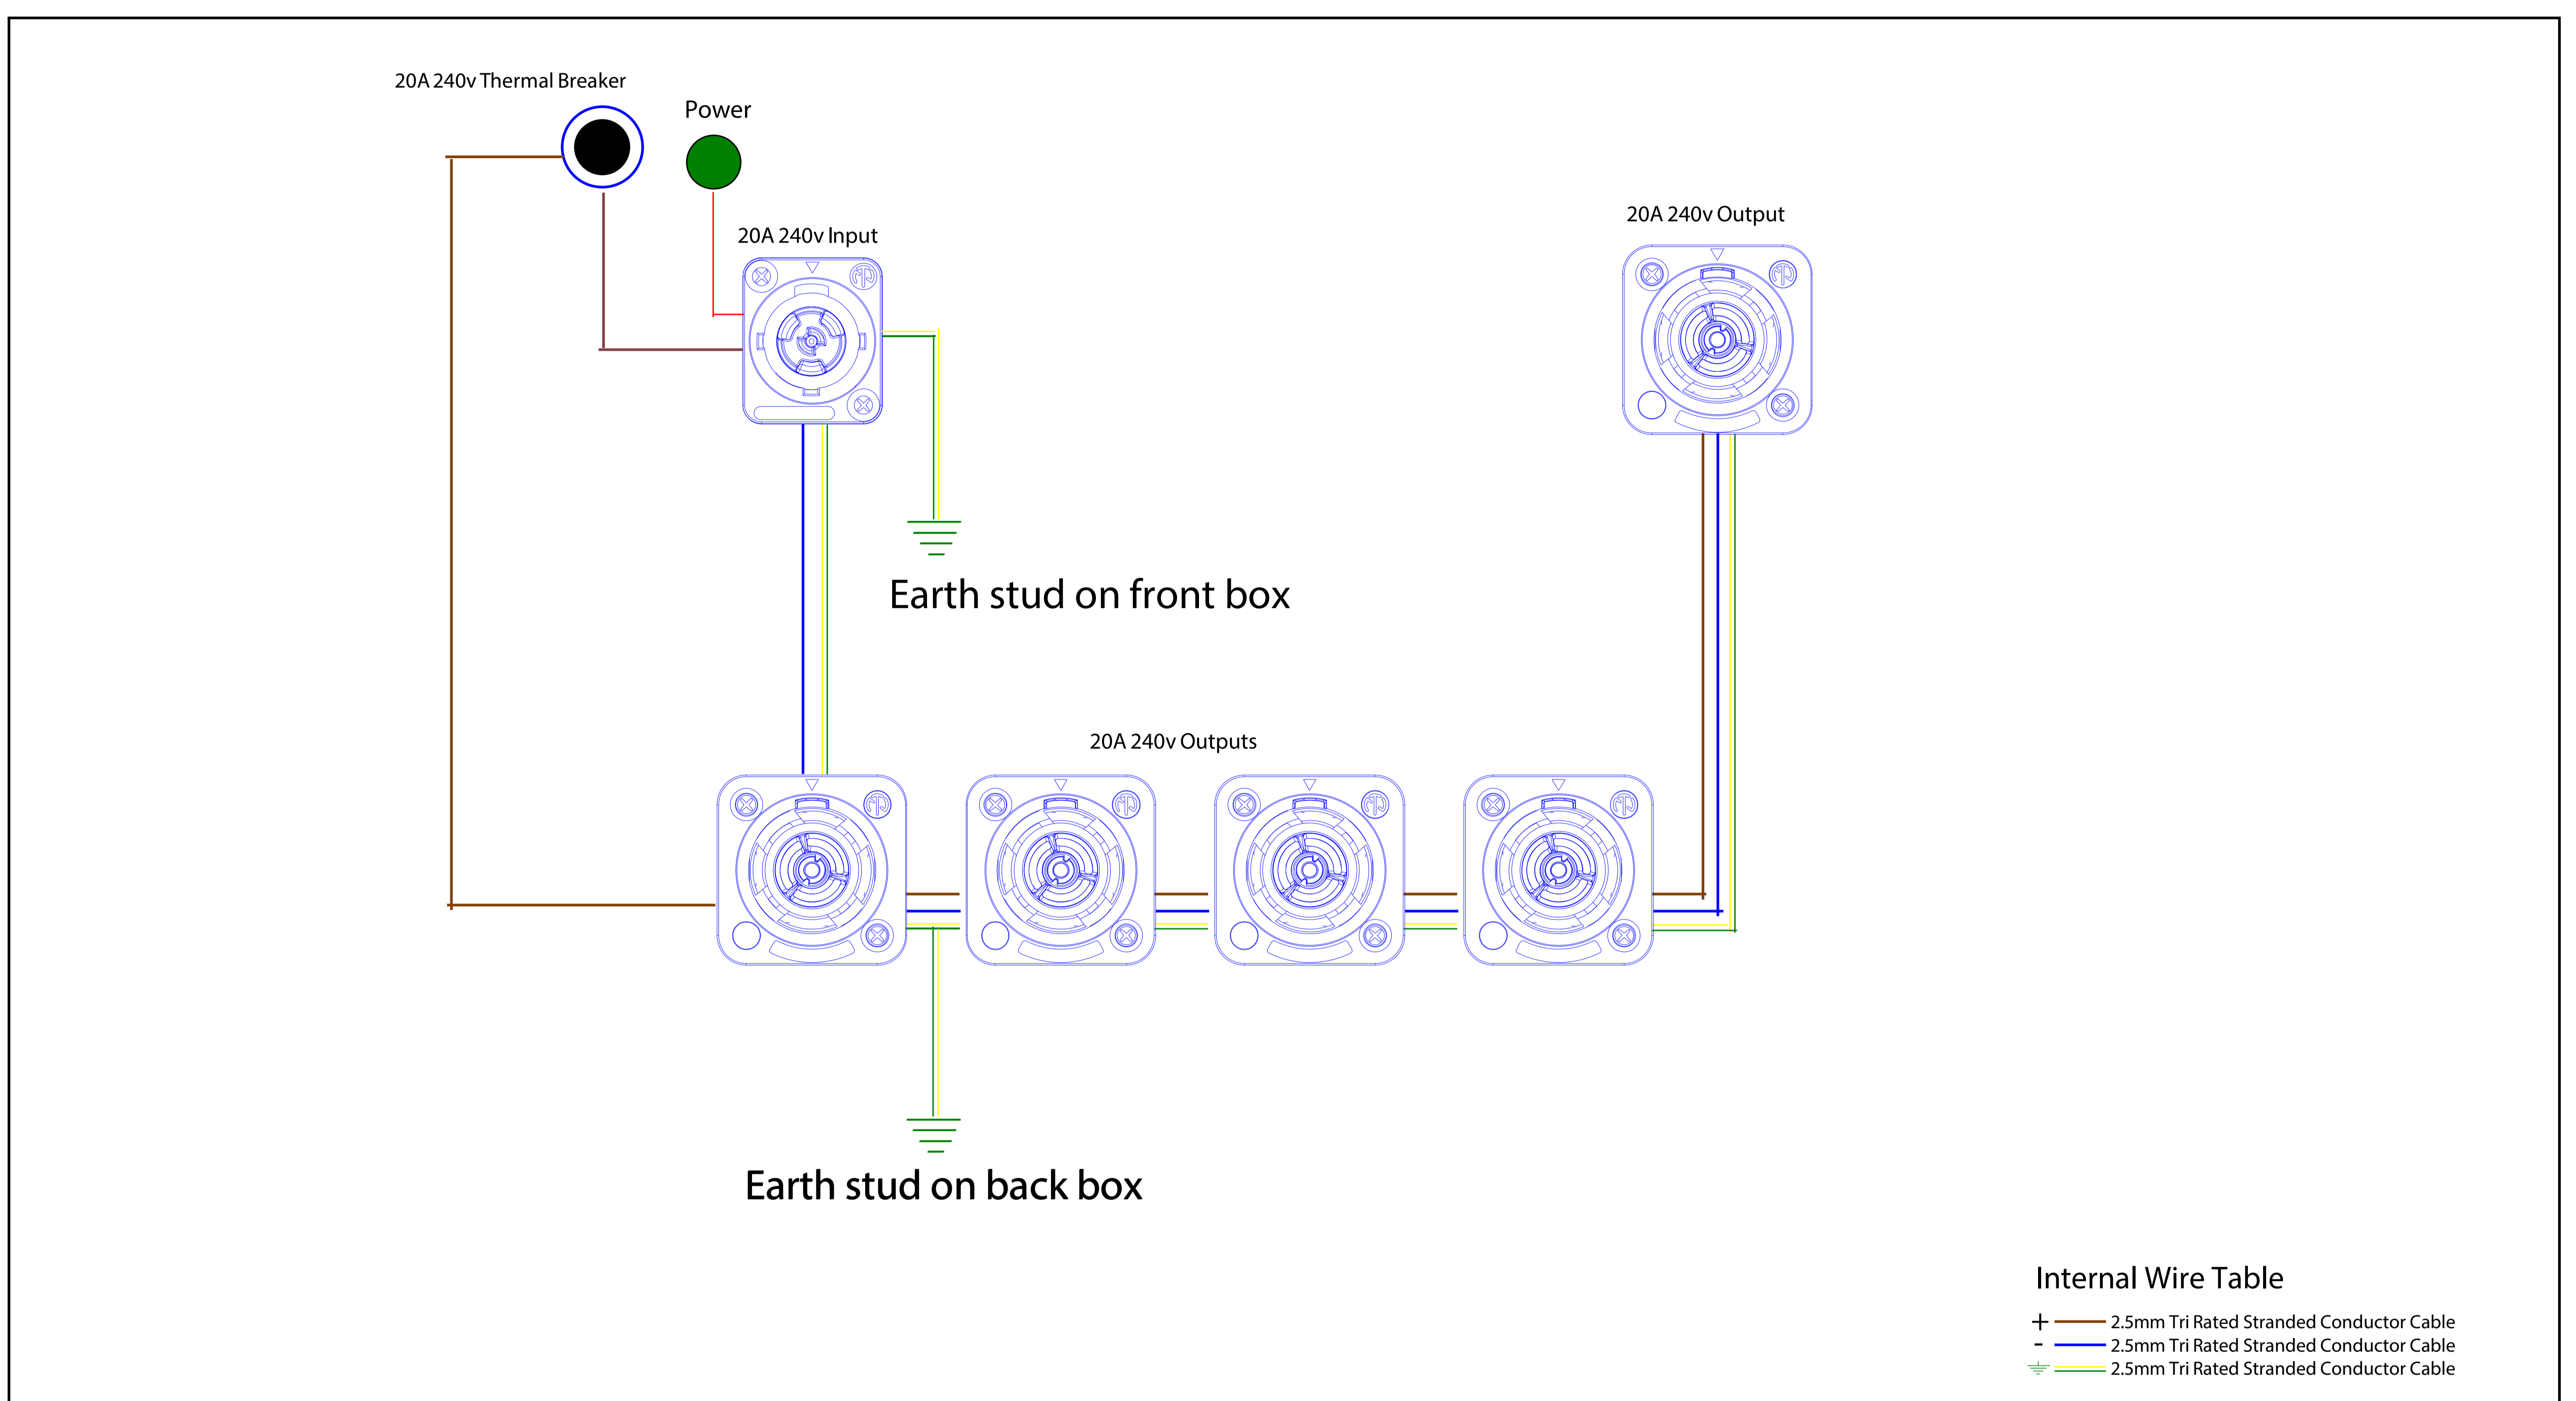 20A 240v Thermal Breaker
Power
20A 240v Input
20A 240v Output
Earth stud on front box
20A 240v Outputs
Earth stud on back box
Internal Wire Table
+ 2.5mm Tri Rated Stranded Conductor Cable
- 2.5mm Tri Rated Stranded Conductor Cable
2.5mm Tri Rated Stranded Conductor Cable